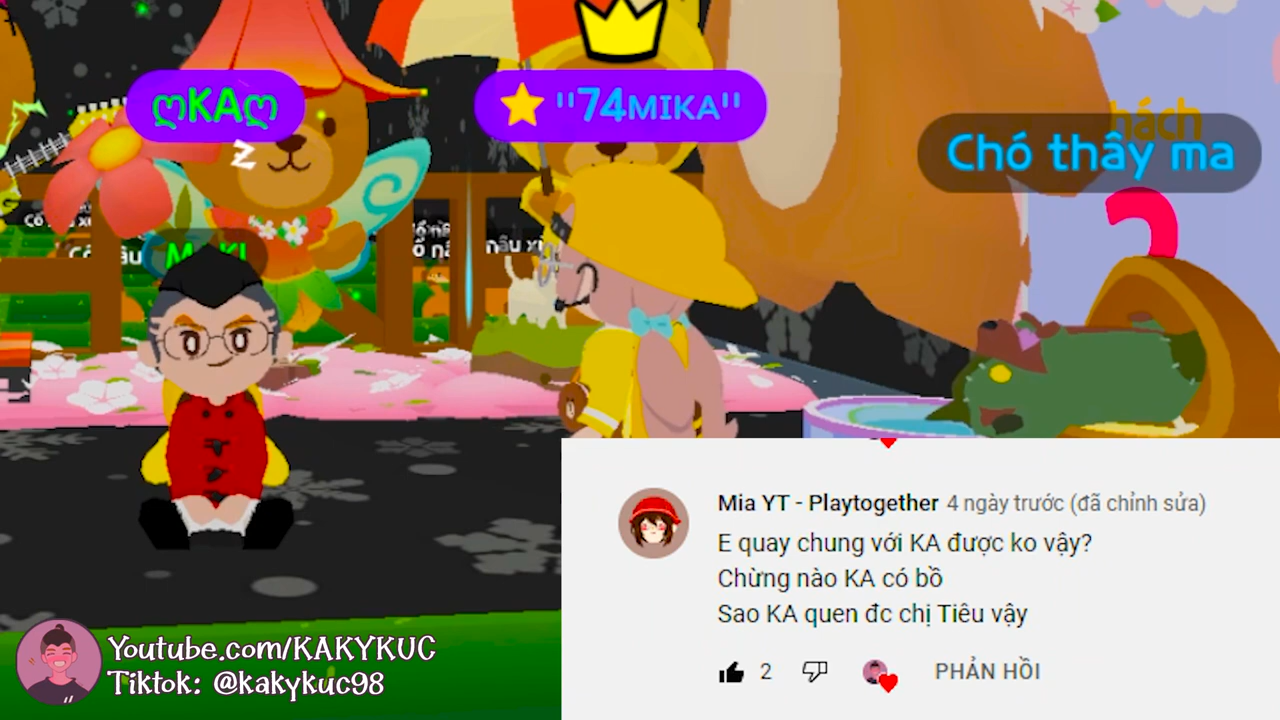 ღKAღ
"74MIKA"
Chó thầy ma
z
Mia YT - Playtogether 4 ngày trước (đã chỉnh sửa)
E quay chung với KA được ko vậy?
Chừng nào KA có bồ
Sao KA quen đc chị Tiêu vậy
2
PHẢN HỒI
Youtube.com/KAKYKUC
Tiktok: @kakykuc98